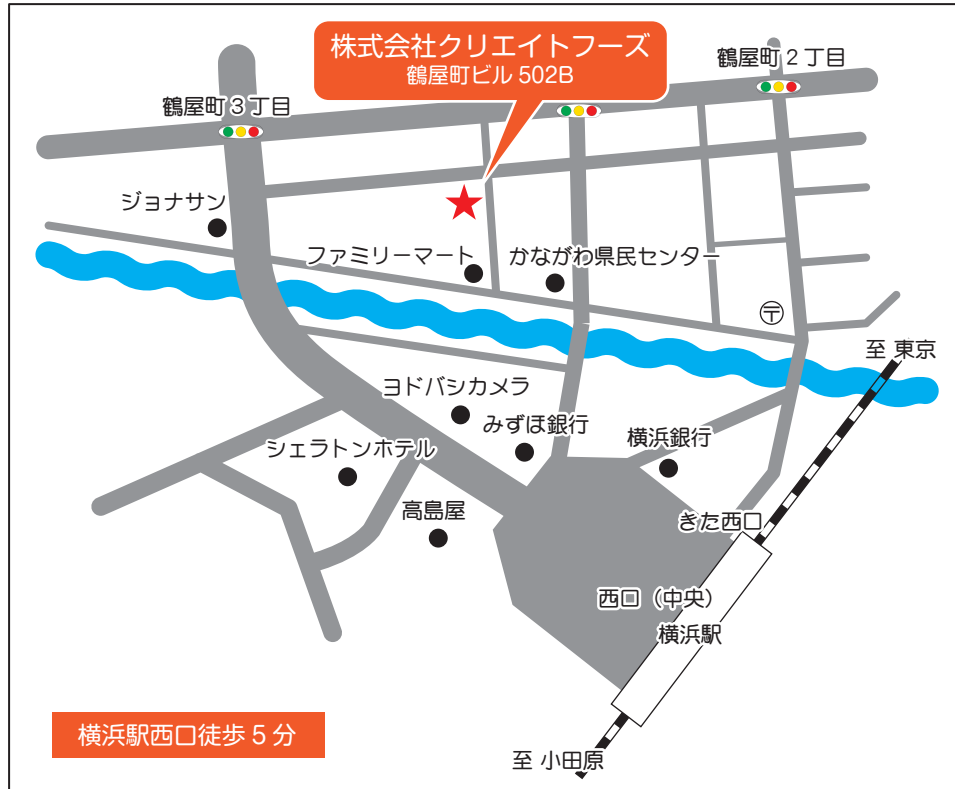 株式会社クリエイトフーズ
鶴屋町ビル 502B
鶴屋町2丁目
鶴屋町3丁目
ジョナサン
ファミリーマート
かながわ県民センター
〒
至 東京
ヨドバシカメラ
みずほ銀行
横浜銀行
シェラトンホテル
高島屋
きた西口
西口（中央）
横浜駅
横浜駅西口徒歩5分
至 小田原